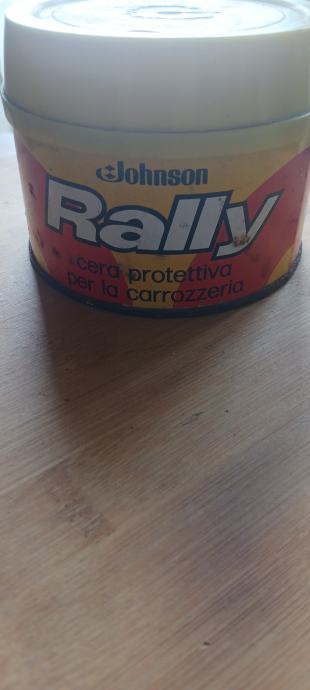 Johnson
Rally
cera protettiva
per la carrozzeria